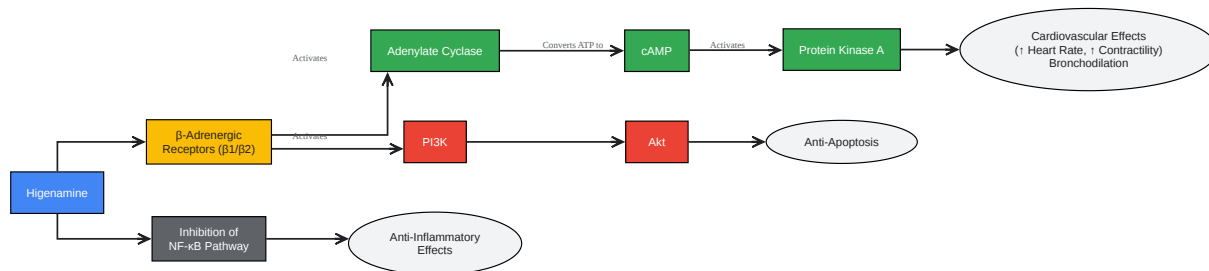 Activates
Adenylate Cyclase
Converts ATP to
cAMP
Activates
Protein Kinase A
Cardiovascular Effects
(↑ Heart Rate, ↑ Contractility)
Bronchodilation
β-Adrenergic
Receptors (β1/β2)
Activates
PI3K
Akt
Anti-Apoptosis
Higenamine
Inhibition of
NF-κB Pathway
Anti-Inflammatory
Effects